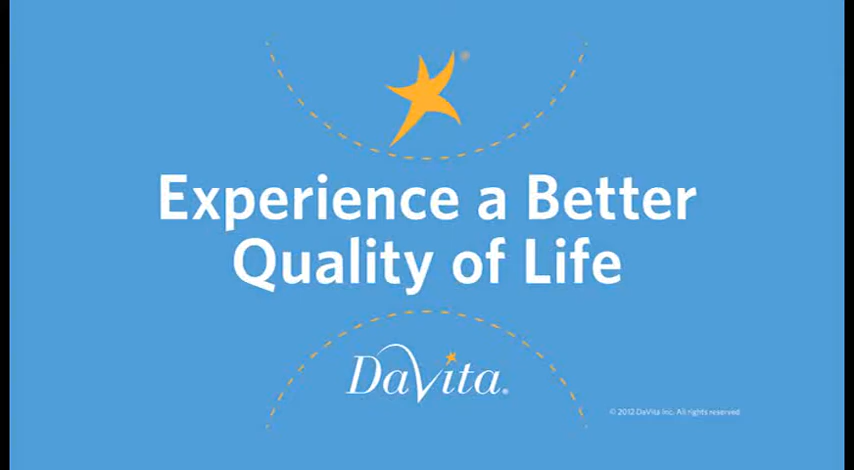 ®
Experience a Better
Quality of Life
DaVita®
© 2012 DaVita Inc. All rights reserved